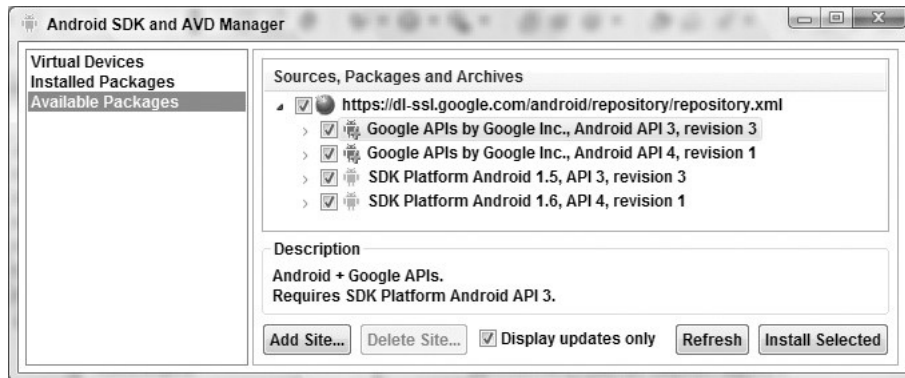 Android SDK and AVD Manager
Virtual Devices
Installed Packages
Available Packages
Sources, Packages and Archives
https://dl-ssl.google.com/android/repository/repository.xml
Google APIs by Google Inc., Android API 3, revision 3
Google APIs by Google Inc., Android API 4, revision 1
SDK Platform Android 1.5, API 3, revision 3
SDK Platform Android 1.6, API 4, revision 1
Description
Android + Google APIs.
Requires SDK Platform Android API 3.
Add Site... Delete Site... Display updates only Refresh Install Selected